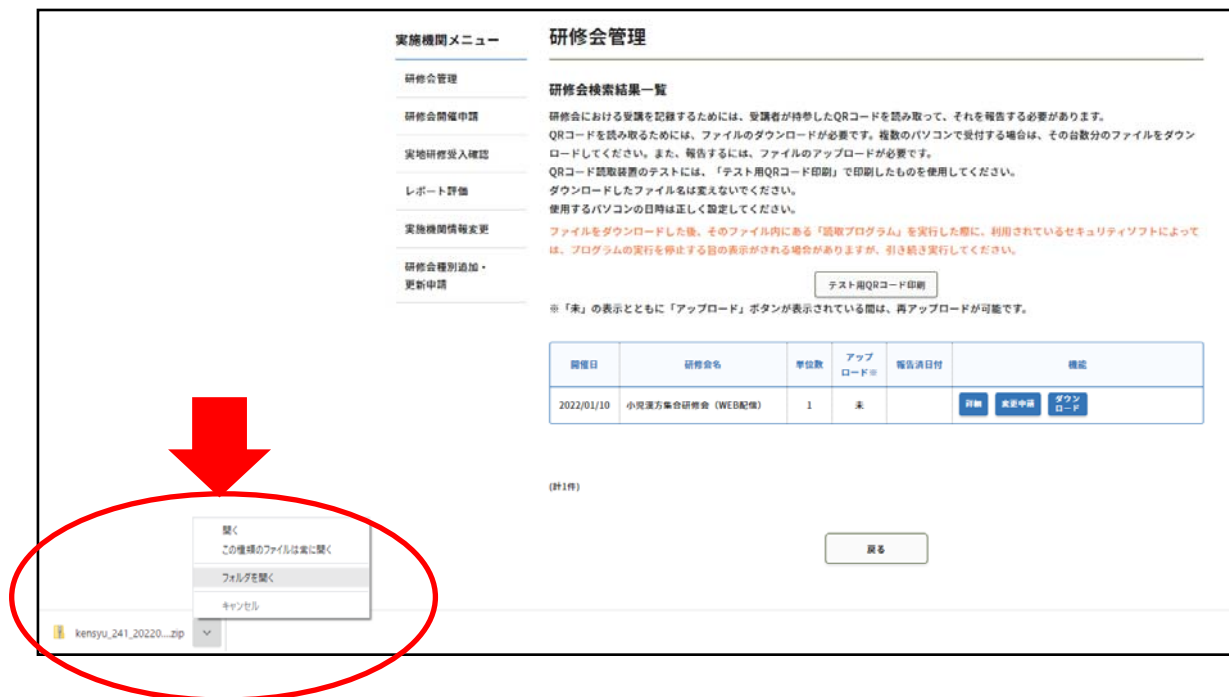 実施機関メニュー
研修会管理
研修会開催申請
実地研修受入確認
レポート評価
実施機関情報変更
研修会種別追加・
更新申請
研修会管理
研修会検索結果一覧
研修会における受講を記録するためには、受講者が持参したQRコードを読み取って、それを報告する必要があります。
QRコードを読み取るためには、ファイルのダウンロードが必要です。複数のパソコンで受付する場合は、その台数分のファイルをダウン
ロードしてください。また、報告するには、ファイルのアップロードが必要です。
QRコード読取装置のテストには、「テスト用QRコード印刷」で印刷したものを使用してください。
ダウンロードしたファイル名は変えないでください。
使用するパソコンの日時は正しく設定してください。
ファイルをダウンロードした後、そのファイル内にある「読取プログラム」を実行した際に、利用されているセキュリティソフトによって
は、プログラムの実行を停止する旨の表示がされる場合がありますが、引き続き実行してください。
テスト用QRコード印刷
※「未」の表示とともに「アップロード」ボタンが表示されている間は、再アップロードが可能です。
開催日 研修会名 単位数 アップ
ロード※ 報告済日付 機能
2022/01/10 小児漢方集合研修会（WEB配信） 1 未 詳細 変更申請 ダウン
ロード
(計1件)
戻る
開く
この種類のファイルは常に開く
フォルダを開く
キャンセル
kensyu_241_20220....zip